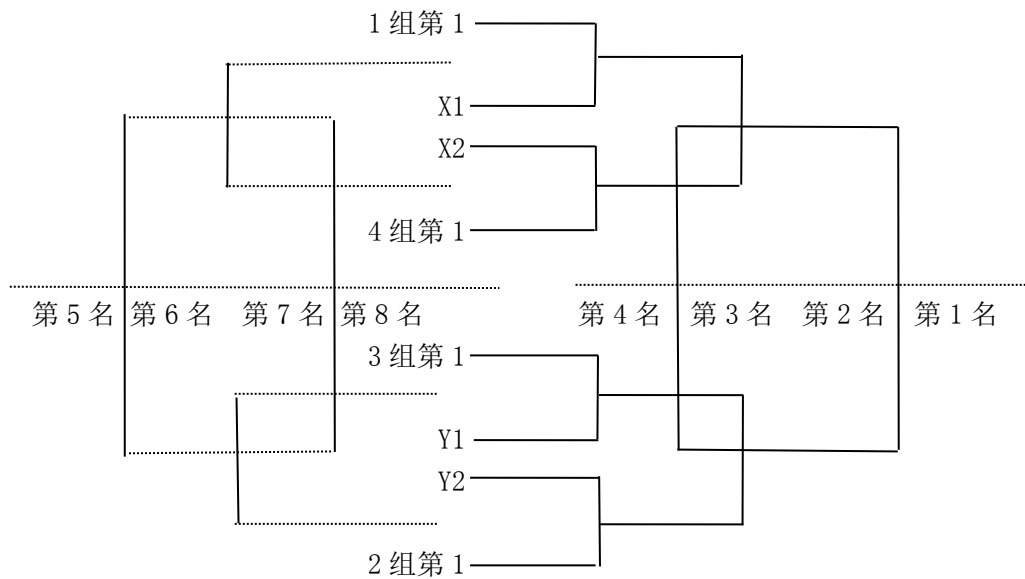 1 组第 1
X1
X2
4 组第 1
第 5 名 第 6 名 第 7 名 第 8 名 第 4 名 第 3 名 第 2 名 第 1 名
3 组第 1
Y1
Y2
2 组第 1